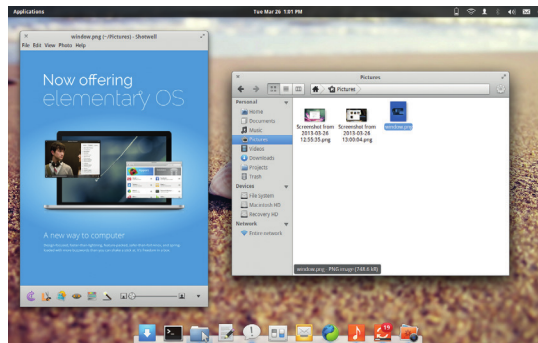 Applications
Tue Mar 26 1:01 PM
window.png (~/Pictures) - Shotwell
File Edit View Photo Help
Now offering
elementary OS
A new way to computer
Pictures
Pictures
Personal
Home
Documents
Music
Pictures
Videos
Downloads
Projects
Trash
Devices
File System
Macintosh HD
Recovery HD
Network
Entire network
Screenshot from
2013-03-26
12:55:35.png
Screenshot from
2013-03-26
13:00:04.png
window.png
window.png - PNG image (748.6 kB)
19